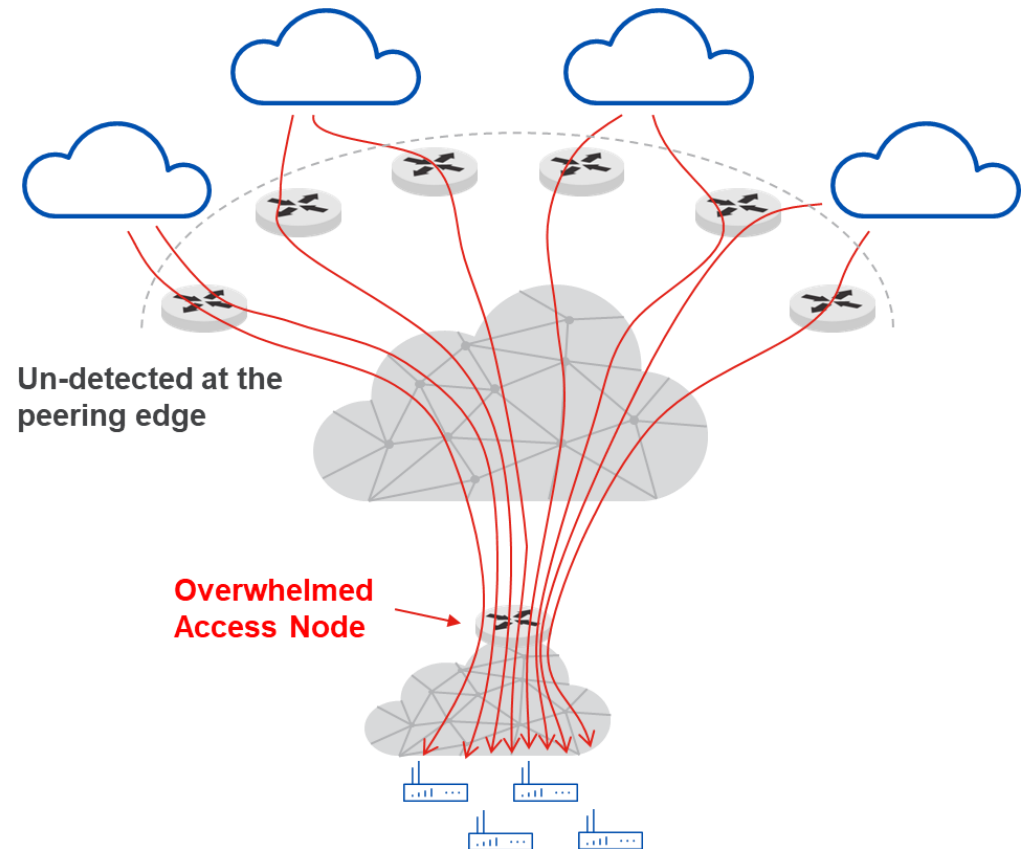 Un-detected at the
peering edge
Overwhelmed
Access Node